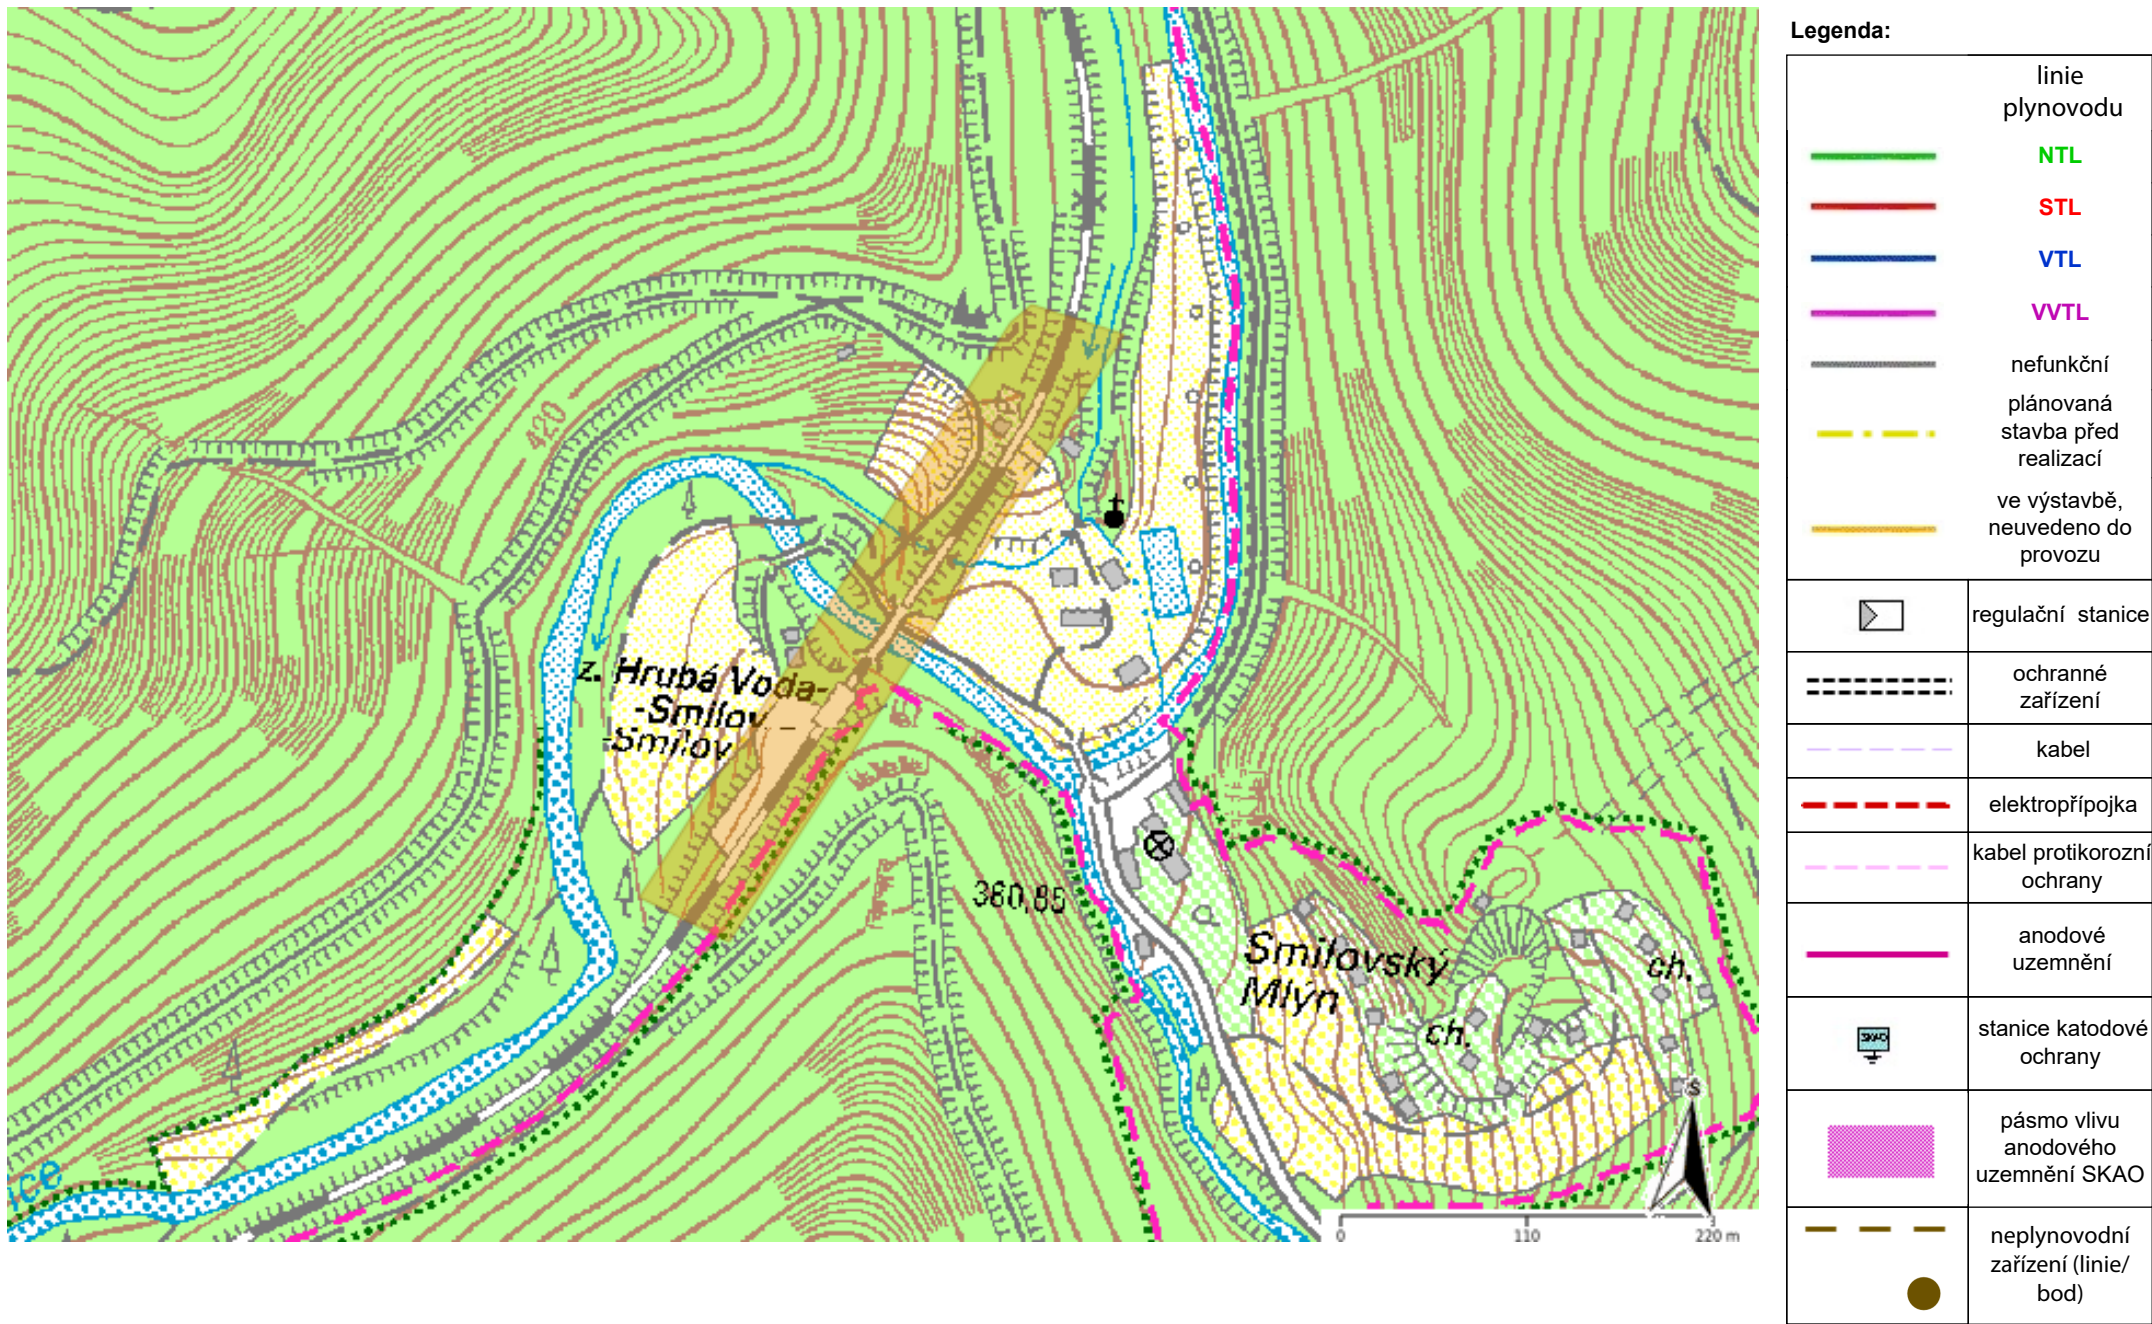 420
z. Hrubá Voda-
-Smilov
-Smilov
360,85
Smilovský
Mlýn
ch.
ch.
S
0 110 220 m
Legenda:
linie
plynovodu
NTL
STL
VTL
VVTL
nefunkční
plánovaná
stavba před
realizací
ve výstavbě,
neuvedeno do
provozu
regulační stanice
ochranné
zařízení
kabel
elektropřípojka
kabel protikorozní
ochrany
anodové
uzemnění
SKAO
stanice katodové
ochrany
pásmo vlivu
anodového
uzemnění SKAO
neplynovodní
zařízení (linie/
bod)